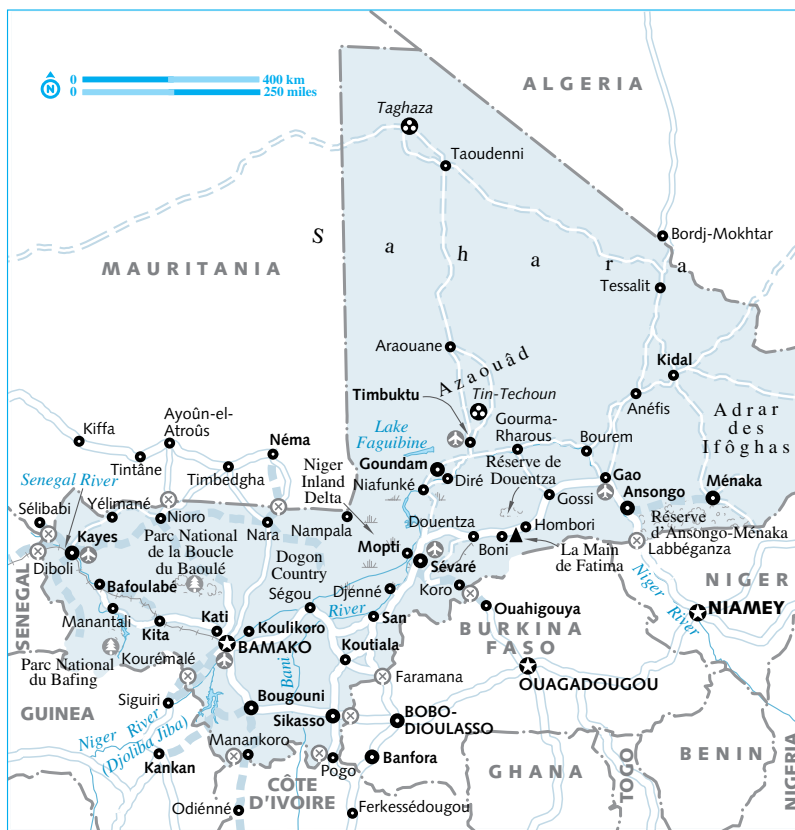 0 400 km
0 250 miles
N
ALGERIA
Taghaza
Taoudenni
Bordj-Mokhtar
S a h a r a
MAURITANIA
Tessalit
Araouane
Azaouâd
Kidal
Timbuktu
Tin-Techoun
Anéfis
Adrar
des
Ifôghas
Kiffa
Ayoûn-el-
Atroûs
Lake
Faguibine
Gourma-
Rharous
Bourem
Néma
Tintâne
Timbedgha
Goundam
Diré
Réserve de
Douentza
Gao
Senegal River
Niger
Inland
Delta
Niafunké
Gossi
Ansongo
Ménaka
Sélibabi
Yélimané
Nioro
Nara
Nampala
Douentza
Hombori
Réserve
d'Ansongo-Ménaka
Kayes
Parc National
de la Boucle
du Baoulé
Mopti
Boni
La Main
de Fatima
Labbéganza
Diboli
Dogon
Country
Sévaré
Bafoulabé
Ségou
Djenné
Koro
NIGER
SENEGAL
River
Niger River
Manantali
Kita
Kati
Koulikoro
San
Ouahigouya
NIAMEY
BAMAKO
Koutiala
BURKINA
FASO
Parc National
du Bafing
Kourémalé
Bani
Faramana
OUAGADOUGOU
Siguiri
Bougouni
GUINEA
Sikasso
BOBO-
DIOULASSO
Niger River
(Djoliba Jiba)
Manankoro
Kankan
Pogo
Banfora
CÔTE
D'IVOIRE
GHANA
TOGO
BENIN
NIGERIA
Odiénné
Ferkessédougou